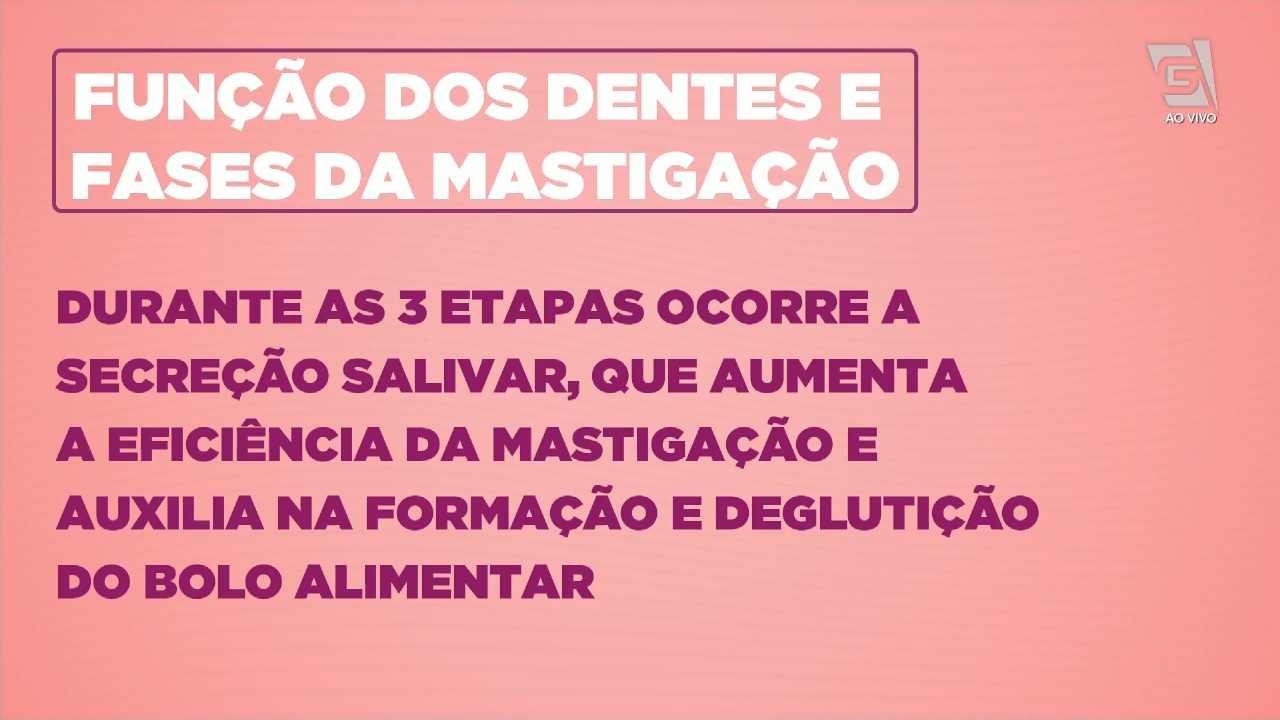 FUNÇÃO DOS DENTES E
FASES DA MASTIGAÇÃO
AO VIVO
DURANTE AS 3 ETAPAS OCORRE A
SECREÇÃO SALIVAR, QUE AUMENTA
A EFICIÊNCIA DA MASTIGAÇÃO E
AUXILIA NA FORMAÇÃO E DEGLUTIÇÃO
DO BOLO ALIMENTAR